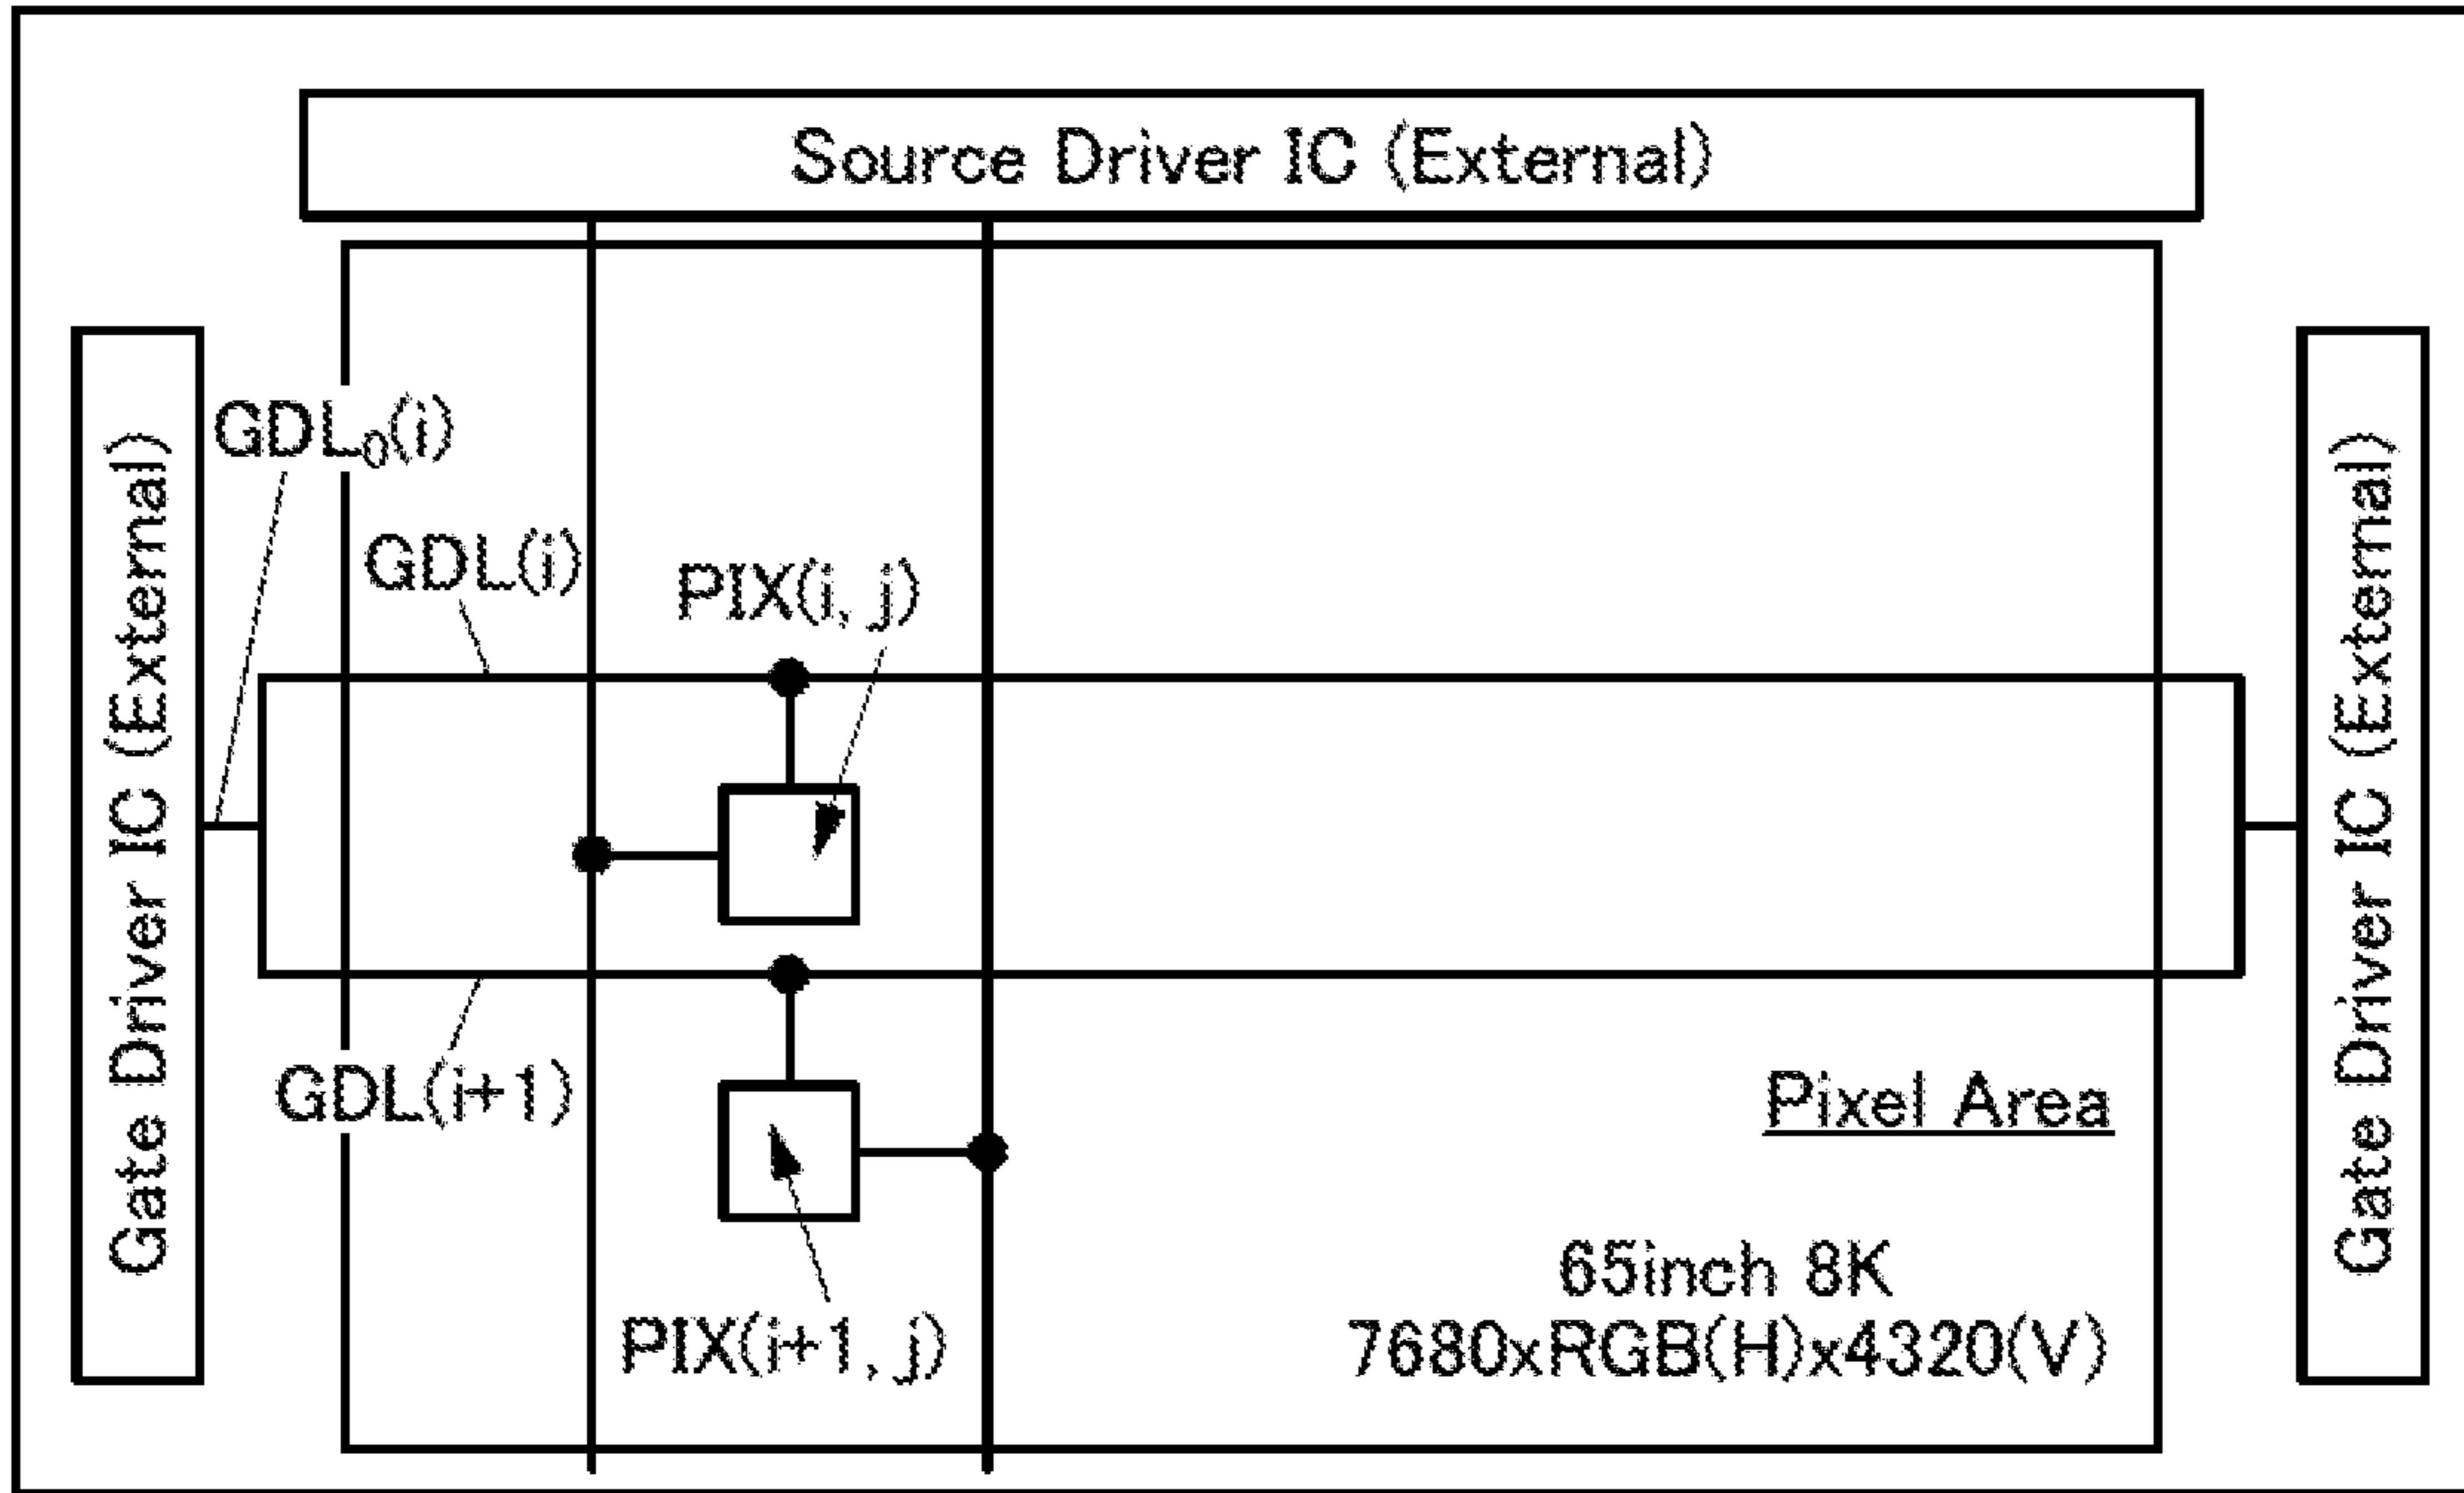 Source Driver IC (External)
Gate Driver IC (External)
GDL₀(i)
GDL(i)
PIX(i, j)
GDL(i+1)
PIX(i+1, j)
Pixel Area
65inch 8K
7680xRGB(H)x4320(V)
Gate Driver IC (External)